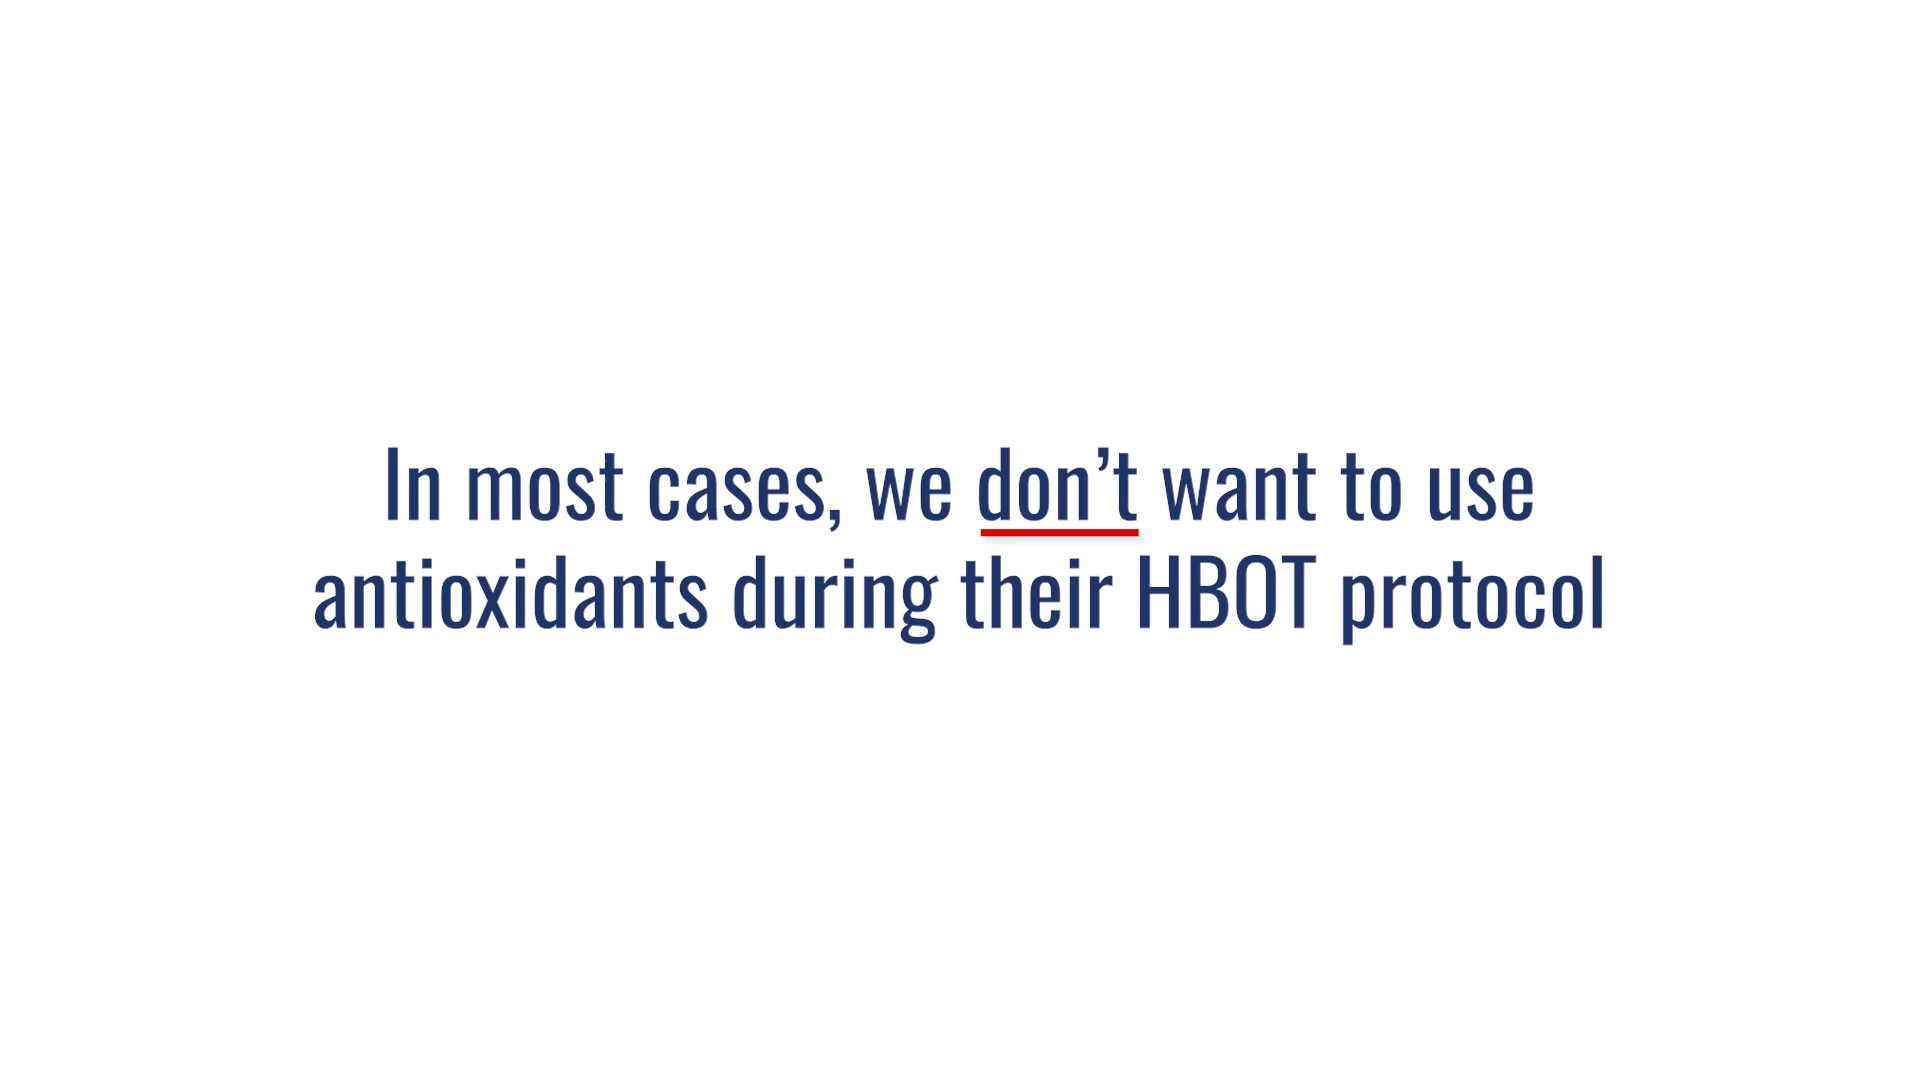 In most cases, we don’t want to use
antioxidants during their HBOT protocol